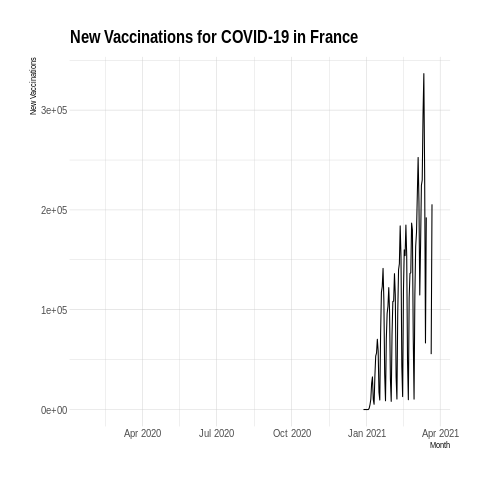 New Vaccinations for COVID-19 in France
New Vaccinations
3e+05
2e+05
1e+05
0e+00
Apr 2020 Jul 2020 Oct 2020 Jan 2021 Apr 2021
Month